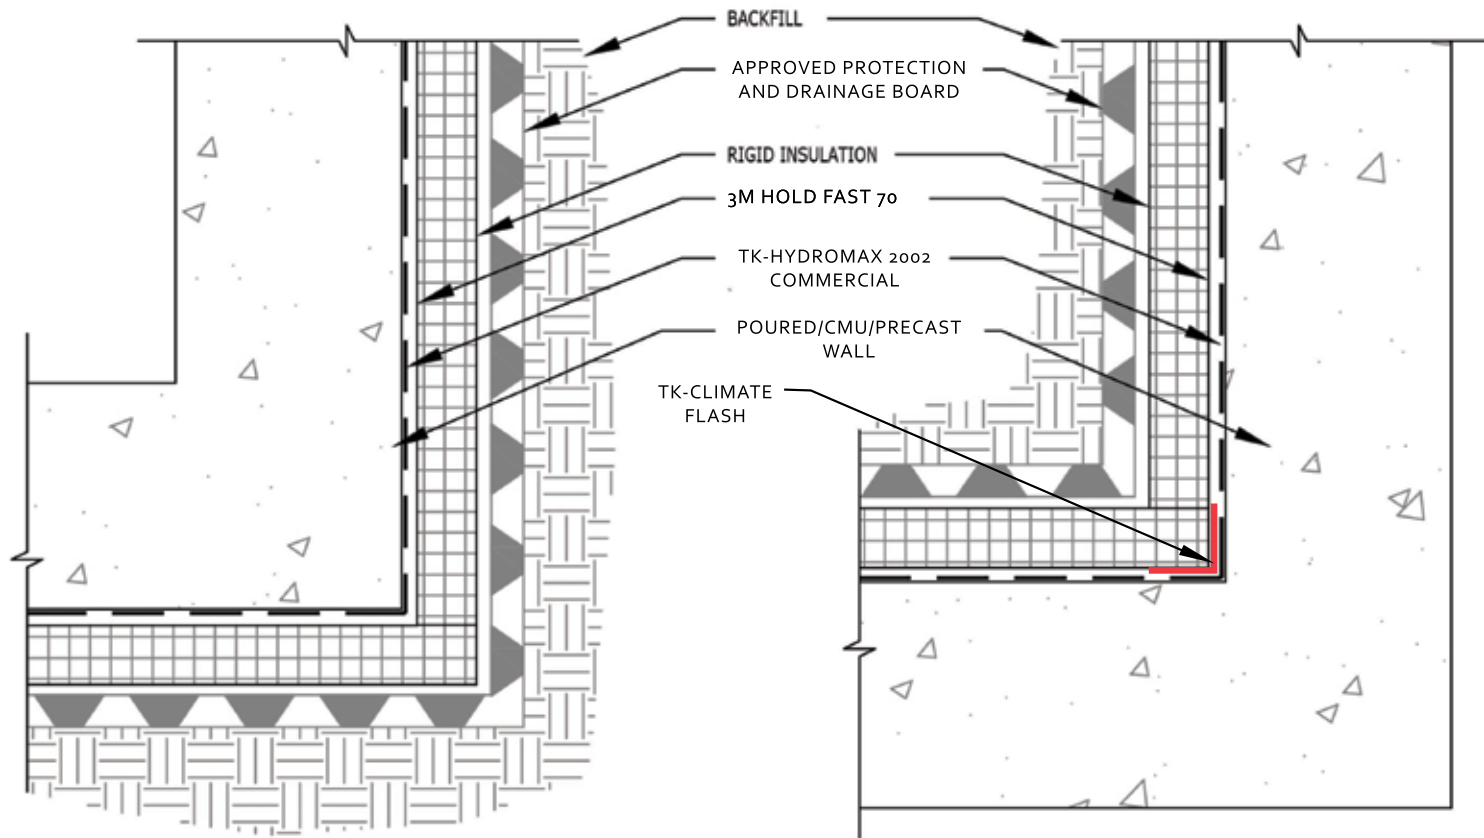 BACKFILL
APPROVED PROTECTION
AND DRAINAGE BOARD
RIGID INSULATION
3M HOLD FAST 70
TK-HYDROMAX 2002
COMMERCIAL
POURED/CMU/PRECAST
WALL
TK-CLIMATE
FLASH